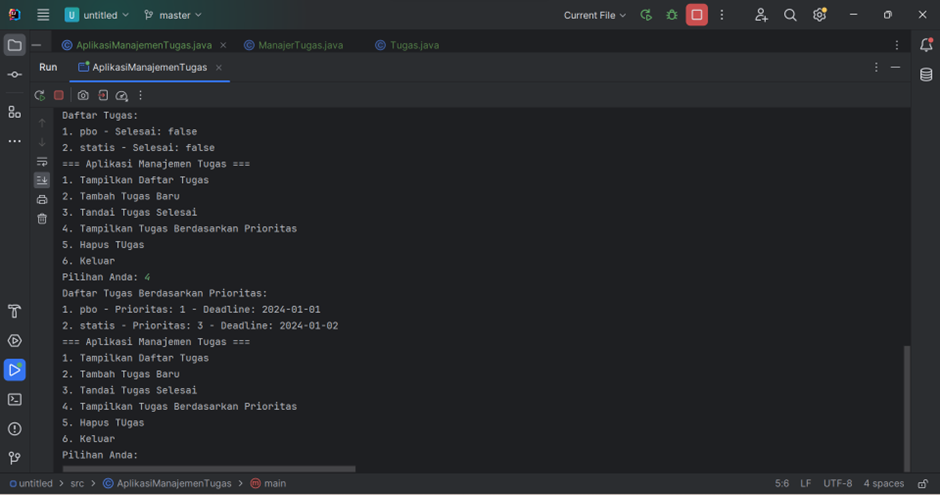 U untitled master Current File
AplikasiManajemenTugas.java ManajerTugas.java Tugas.java
Run AplikasiManajemenTugas
Daftar Tugas:
1. pbo - Selesai: false
2. statis - Selesai: false
=== Aplikasi Manajemen Tugas ===
1. Tampilkan Daftar Tugas
2. Tambah Tugas Baru
3. Tandai Tugas Selesai
4. Tampilkan Tugas Berdasarkan Prioritas
5. Hapus TUgas
6. Keluar
Pilihan Anda: 4
Daftar Tugas Berdasarkan Prioritas:
1. pbo - Prioritas: 1 - Deadline: 2024-01-01
2. statis - Prioritas: 3 - Deadline: 2024-01-02
=== Aplikasi Manajemen Tugas ===
1. Tampilkan Daftar Tugas
2. Tambah Tugas Baru
3. Tandai Tugas Selesai
4. Tampilkan Tugas Berdasarkan Prioritas
5. Hapus TUgas
6. Keluar
Pilihan Anda:
untitled > src > AplikasiManajemenTugas > main 5:6 LF UTF-8 4 spaces